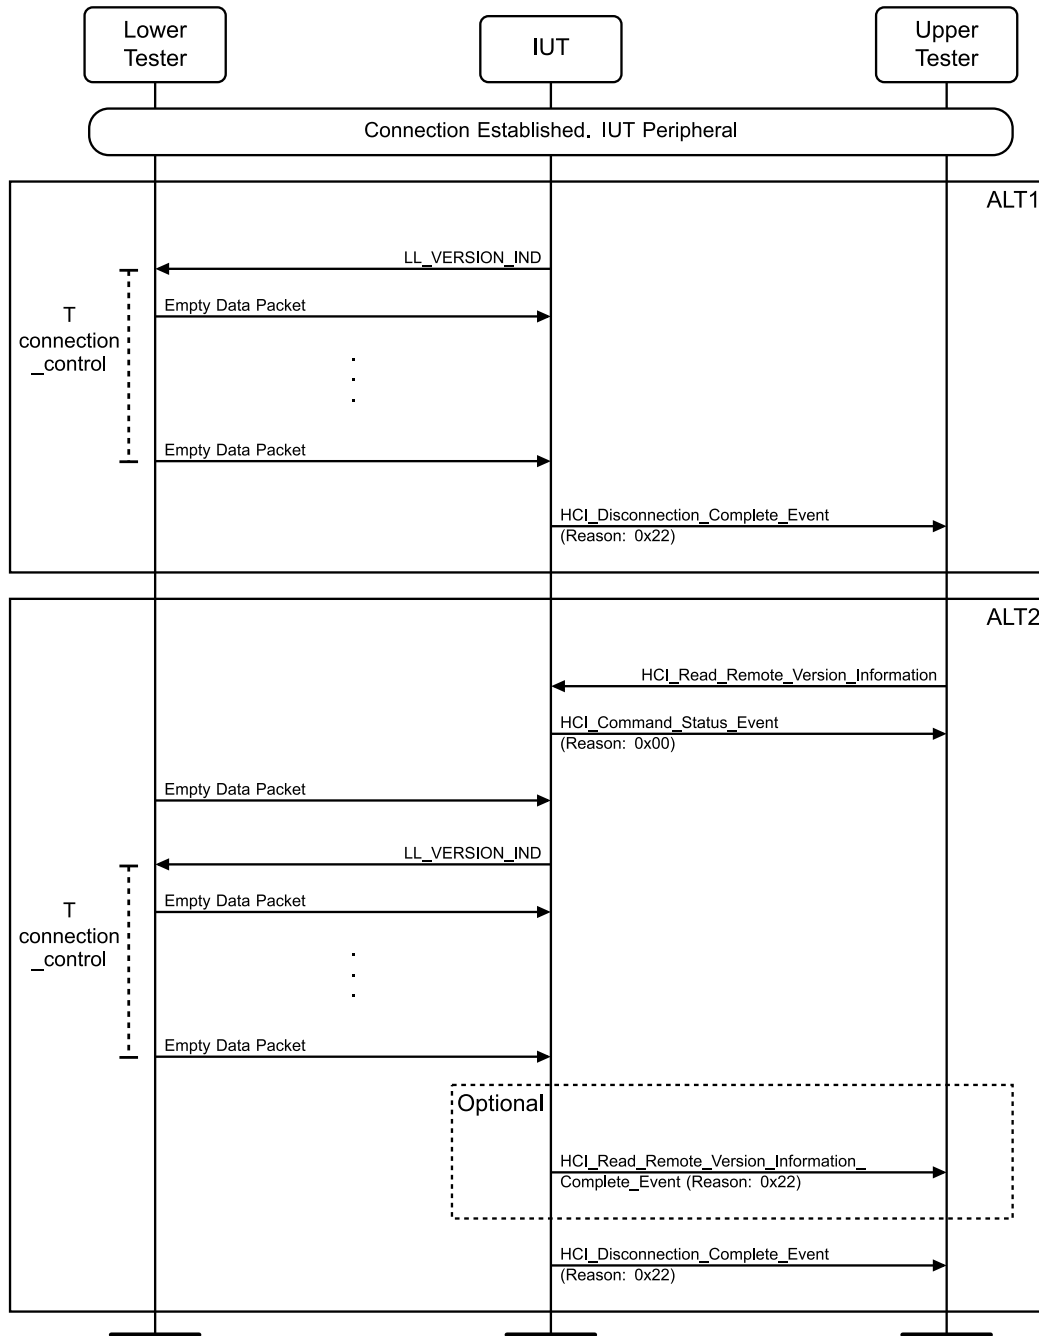 Lower
Tester
IUT
Upper
Tester
Connection Established. IUT Peripheral
ALT1
LL_VERSION_IND
Empty Data Packet
T
connection
_control
.
.
.
Empty Data Packet
HCI_Disconnection_Complete_Event
(Reason: 0x22)
ALT2
HCI_Read_Remote_Version_Information
HCI_Command_Status_Event
(Reason: 0x00)
Empty Data Packet
LL_VERSION_IND
Empty Data Packet
T
connection
_control
.
.
.
Empty Data Packet
Optional
HCI_Read_Remote_Version_Information_
Complete_Event (Reason: 0x22)
HCI_Disconnection_Complete_Event
(Reason: 0x22)